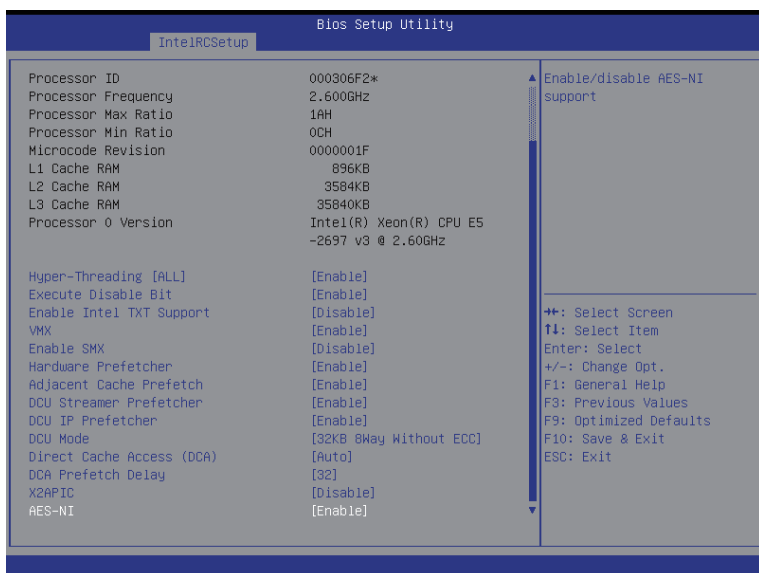 Bios Setup Utility
IntelRCSetup
Processor ID 000306F2*
Processor Frequency 2.600GHz
Processor Max Ratio 1AH
Processor Min Ratio 0CH
Microcode Revision 0000001F
L1 Cache RAM 896KB
L2 Cache RAM 3584KB
L3 Cache RAM 35840KB
Processor 0 Version Intel(R) Xeon(R) CPU E5
-2697 v3 @ 2.60GHz
Hyper-Threading [ALL] [Enable]
Execute Disable Bit [Enable]
Enable Intel TXT Support [Disable]
VMX [Enable]
Enable SMX [Disable]
Hardware Prefetcher [Enable]
Adjacent Cache Prefetch [Enable]
DCU Streamer Prefetcher [Enable]
DCU IP Prefetcher [Enable]
DCU Mode [32KB 8Way Without ECC]
Direct Cache Access (DCA) [Auto]
DCA Prefetch Delay [32]
X2APIC [Disable]
AES-NI [Enable]
Enable/disable AES-NI
support
→←: Select Screen
↑↓: Select Item
Enter: Select
+/-: Change Opt.
F1: General Help
F3: Previous Values
F9: Optimized Defaults
F10: Save & Exit
ESC: Exit